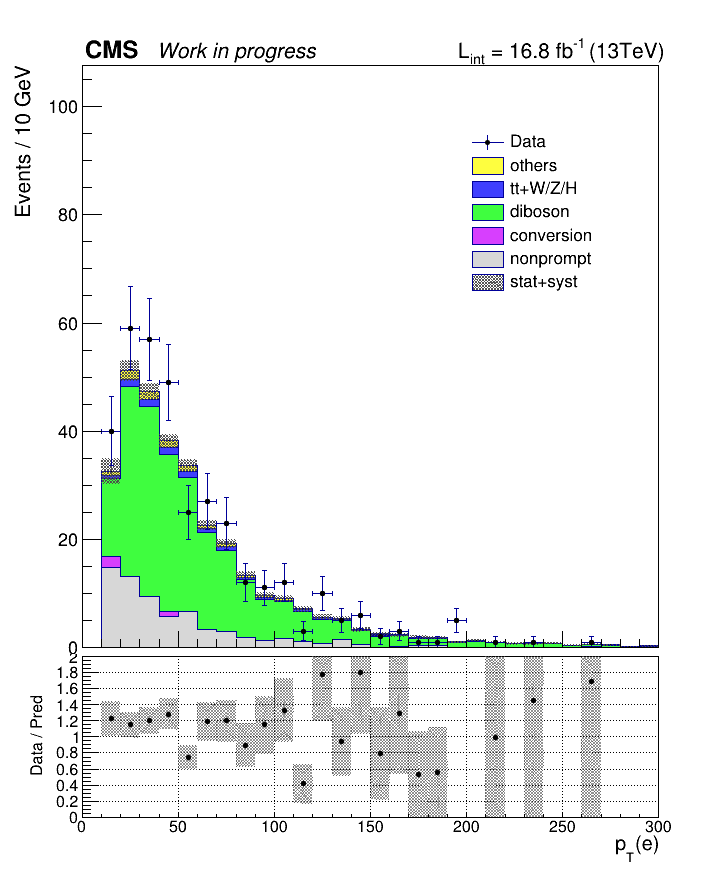 CMS Work in progress L_int = 16.8 fb^-1 (13TeV)
Events / 10 GeV
100
80
60
40
20
0
Data
others
tt+W/Z/H
diboson
conversion
nonprompt
stat+syst
Data / Pred
2
1.8
1.6
1.4
1.2
1
0.8
0.6
0.4
0.2
0
0 50 100 150 200 250 300
p_T(e)